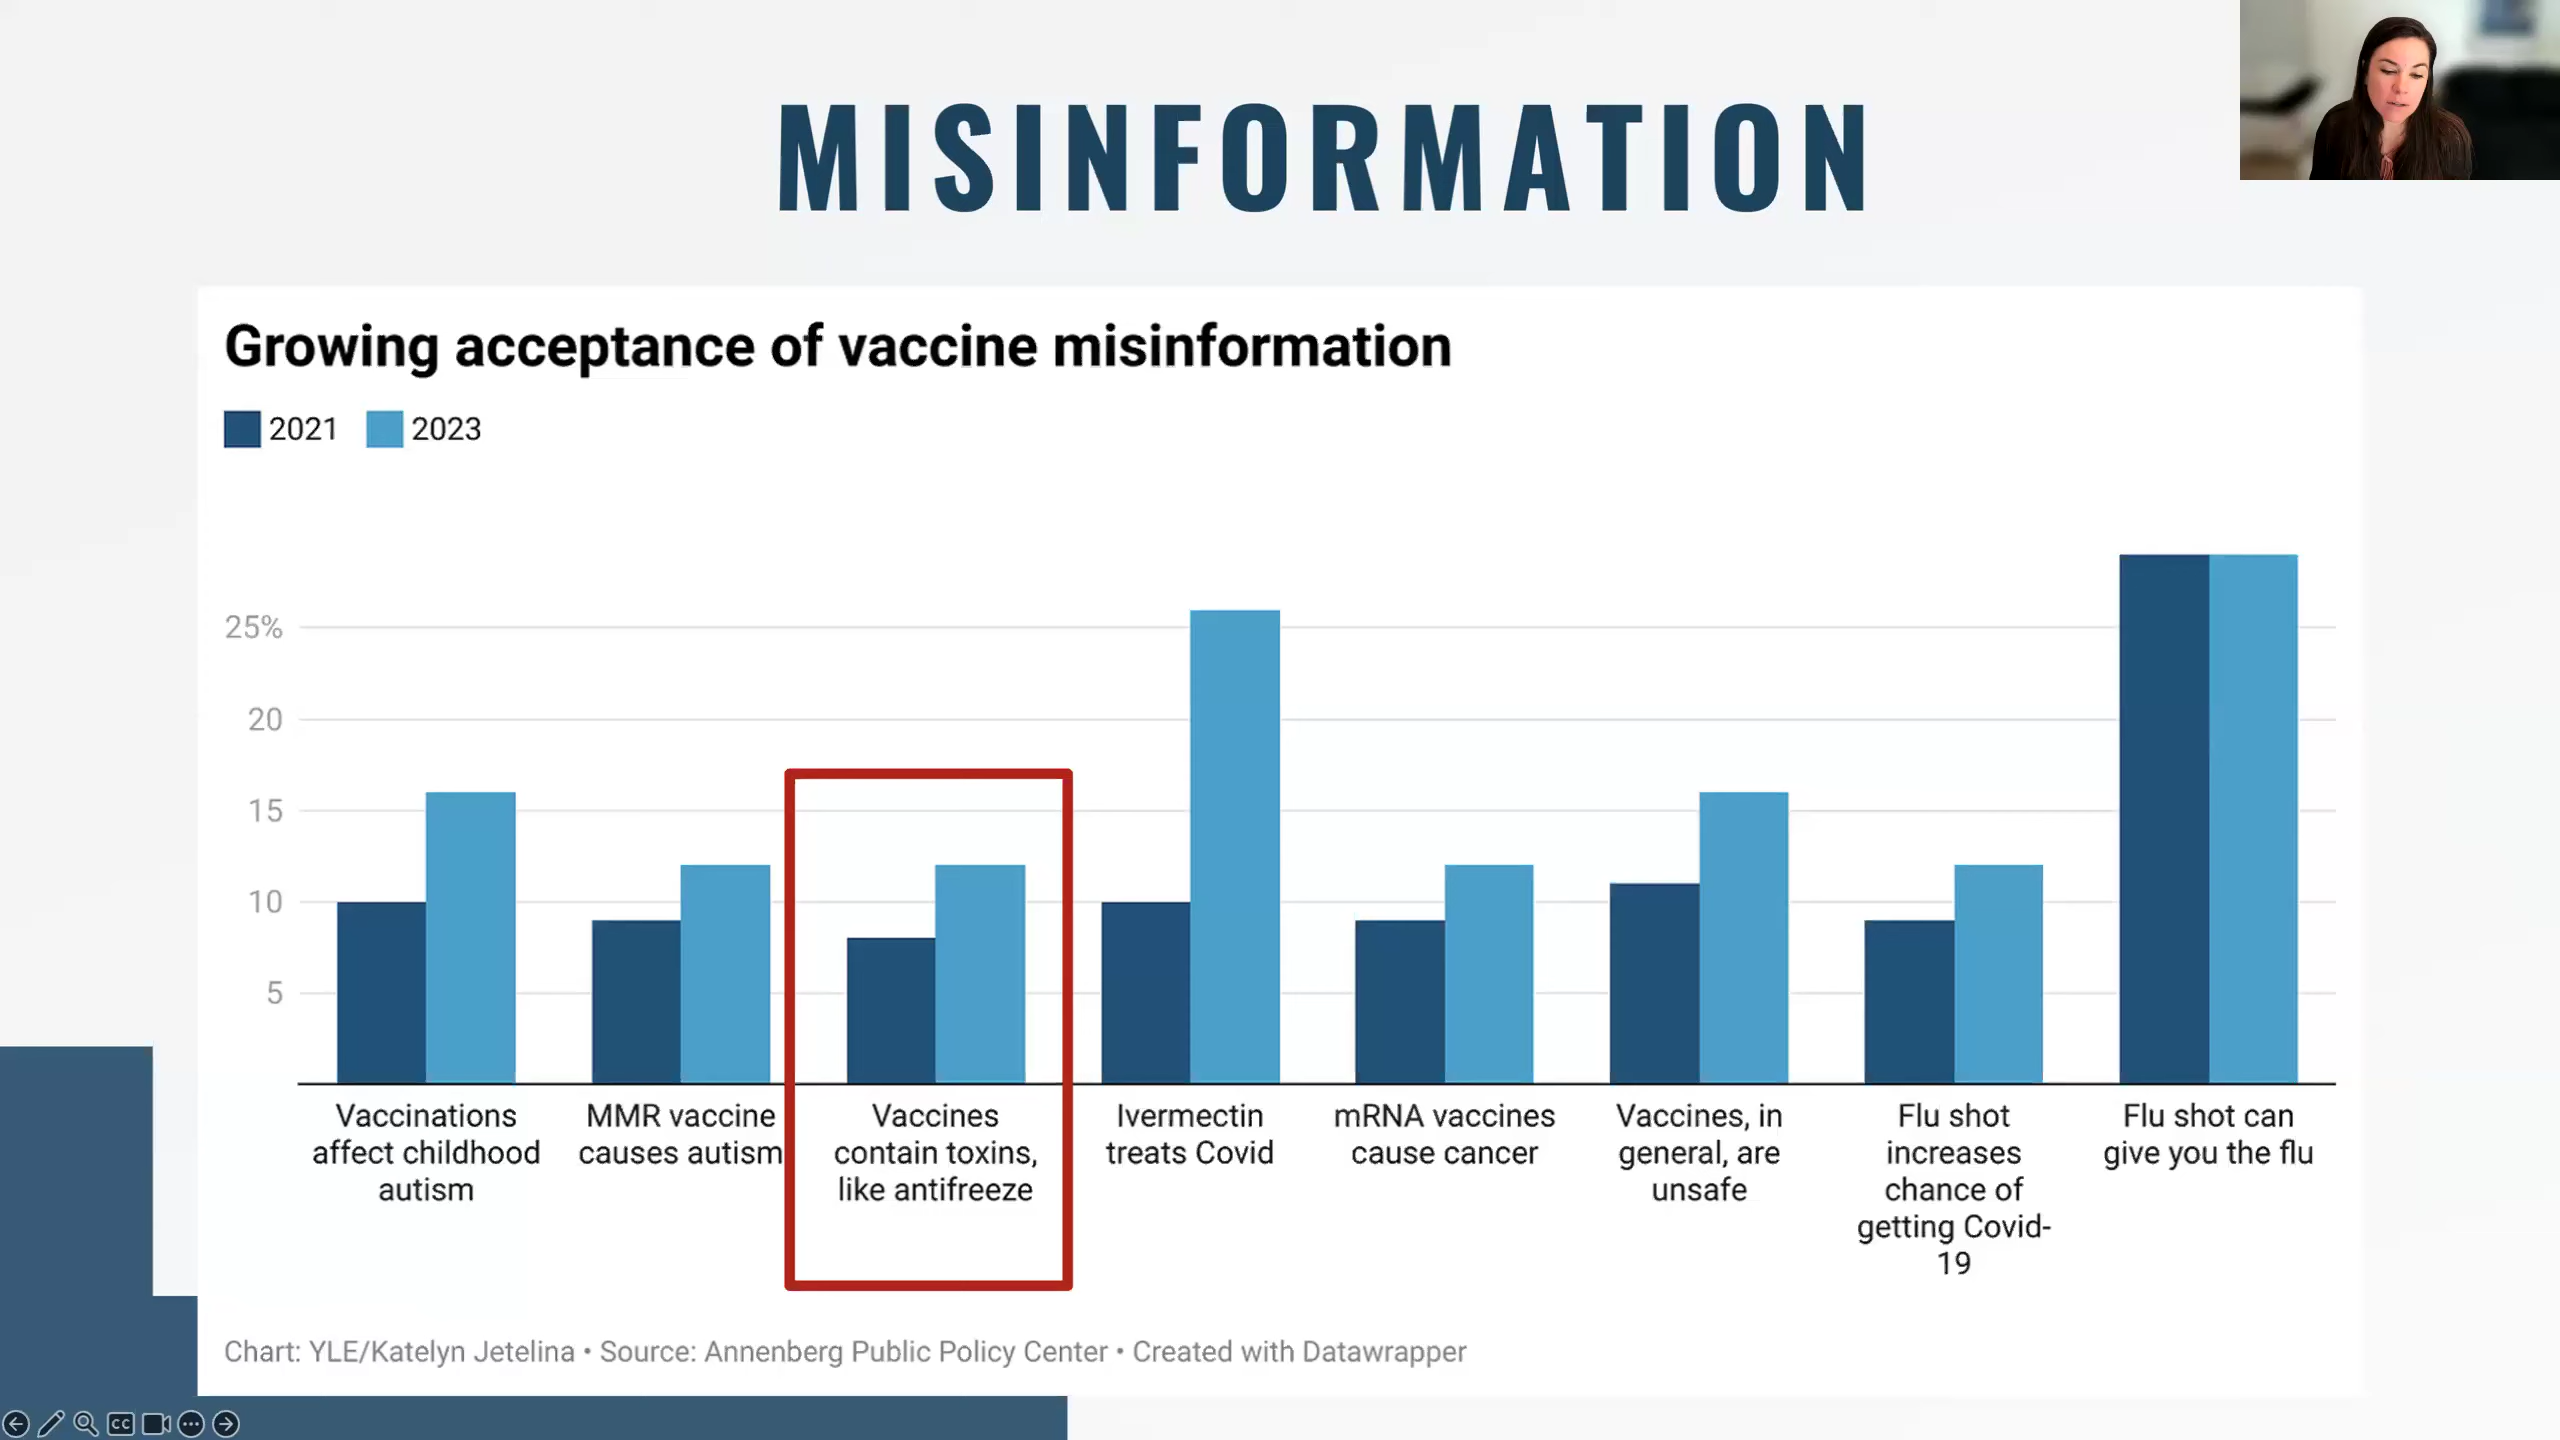 MISINFORMATION
Growing acceptance of vaccine misinformation
2021 2023
25%
20
15
10
5
Vaccinations
affect childhood
autism
MMR vaccine
causes autism
Vaccines
contain toxins,
like antifreeze
Ivermectin
treats Covid
mRNA vaccines
cause cancer
Vaccines, in
general, are
unsafe
Flu shot
increases
chance of
getting Covid-
19
Flu shot can
give you the flu
Chart: YLE/Katelyn Jetelina • Source: Annenberg Public Policy Center • Created with Datawrapper
CC